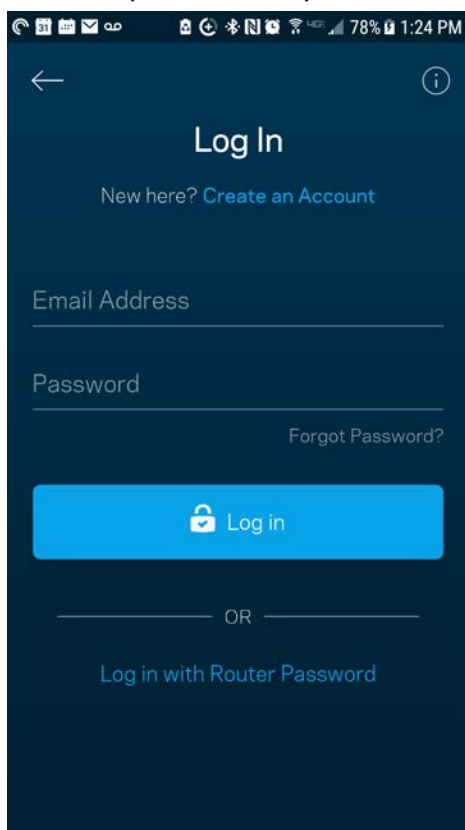 31 78% 1:24 PM
Log In
New here? Create an Account
Email Address
Password
Forgot Password?
Log in
OR
Log in with Router Password